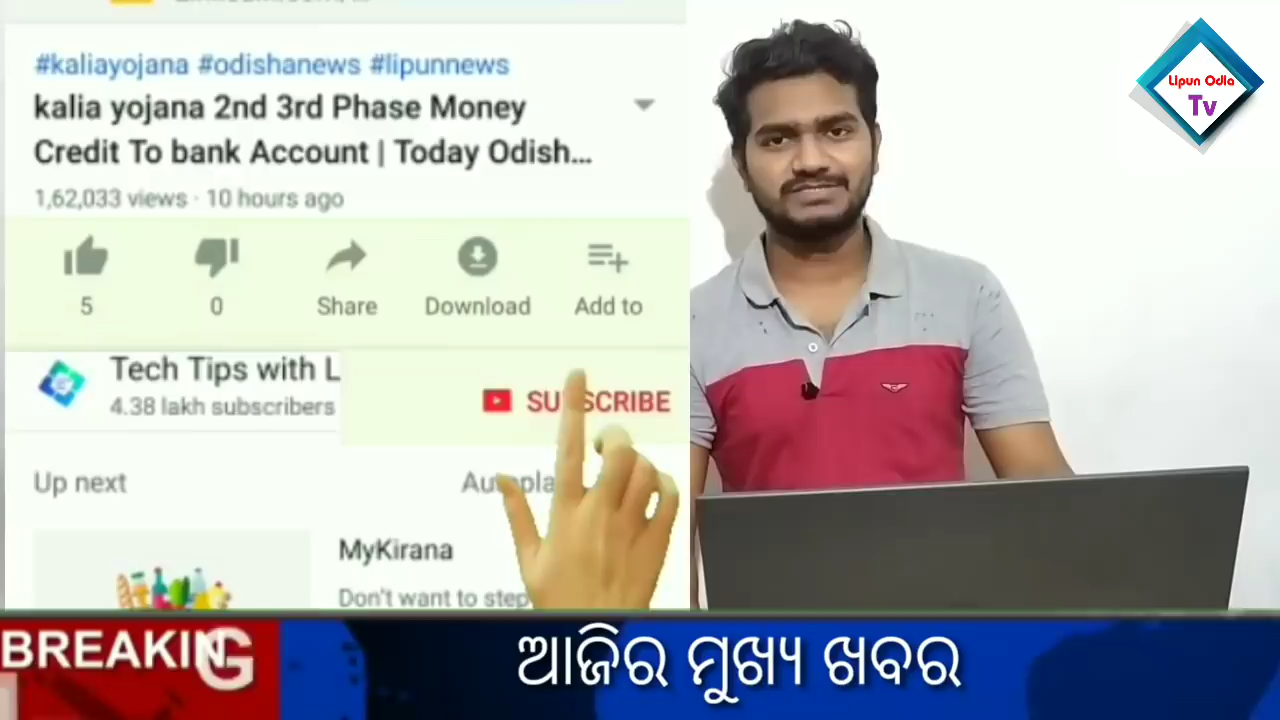 #kaliayojana #odishanews #lipunnews
kalia yojana 2nd 3rd Phase Money
Credit To bank Account | Today Odish...
1,62,033 views · 10 hours ago
5
0
Share
Download
Add to
Tech Tips with L
4.38 lakh subscribers
SUBSCRIBE
Up next
MyKirana
Don't want to step
Lipun Odia
Tv
BREAKING
ଆଜିର ମୁଖ୍ୟ ଖବର